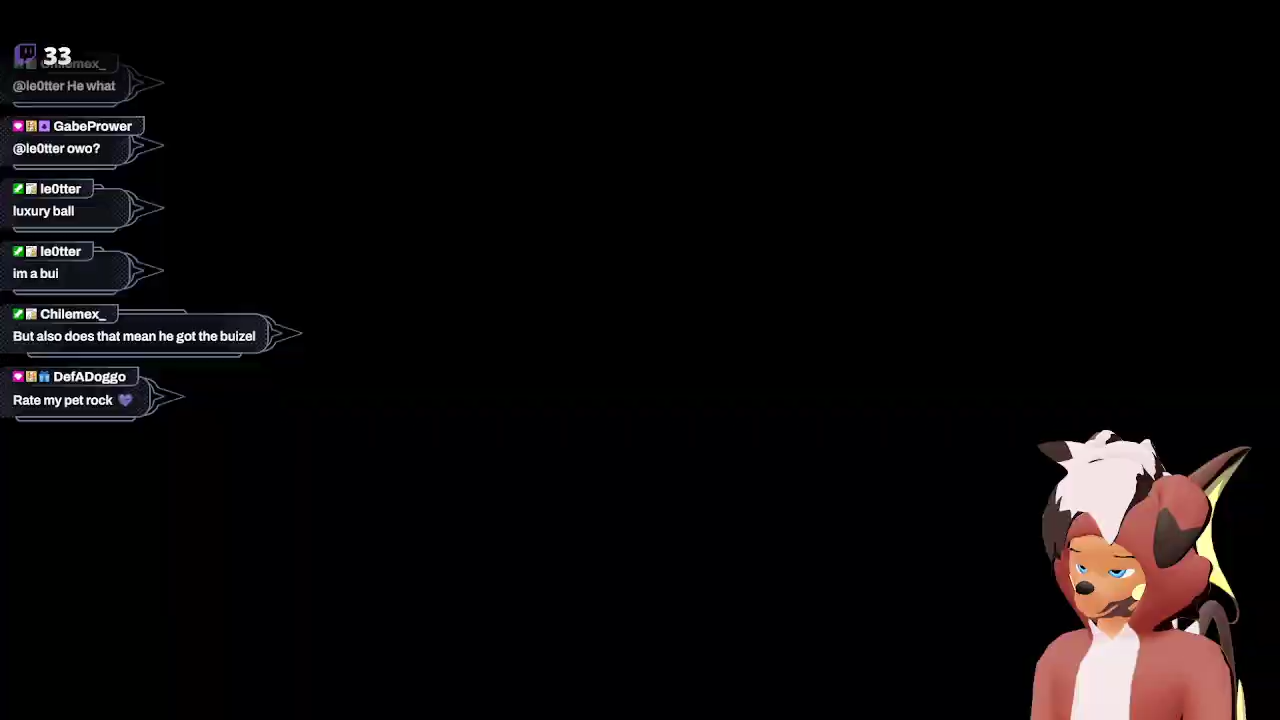 33
Chilemex_
@le0tter He what
GabePrower
@le0tter owo?
le0tter
luxury ball
le0tter
im a bui
Chilemex_
But also does that mean he got the buizel
DefADoggo
Rate my pet rock